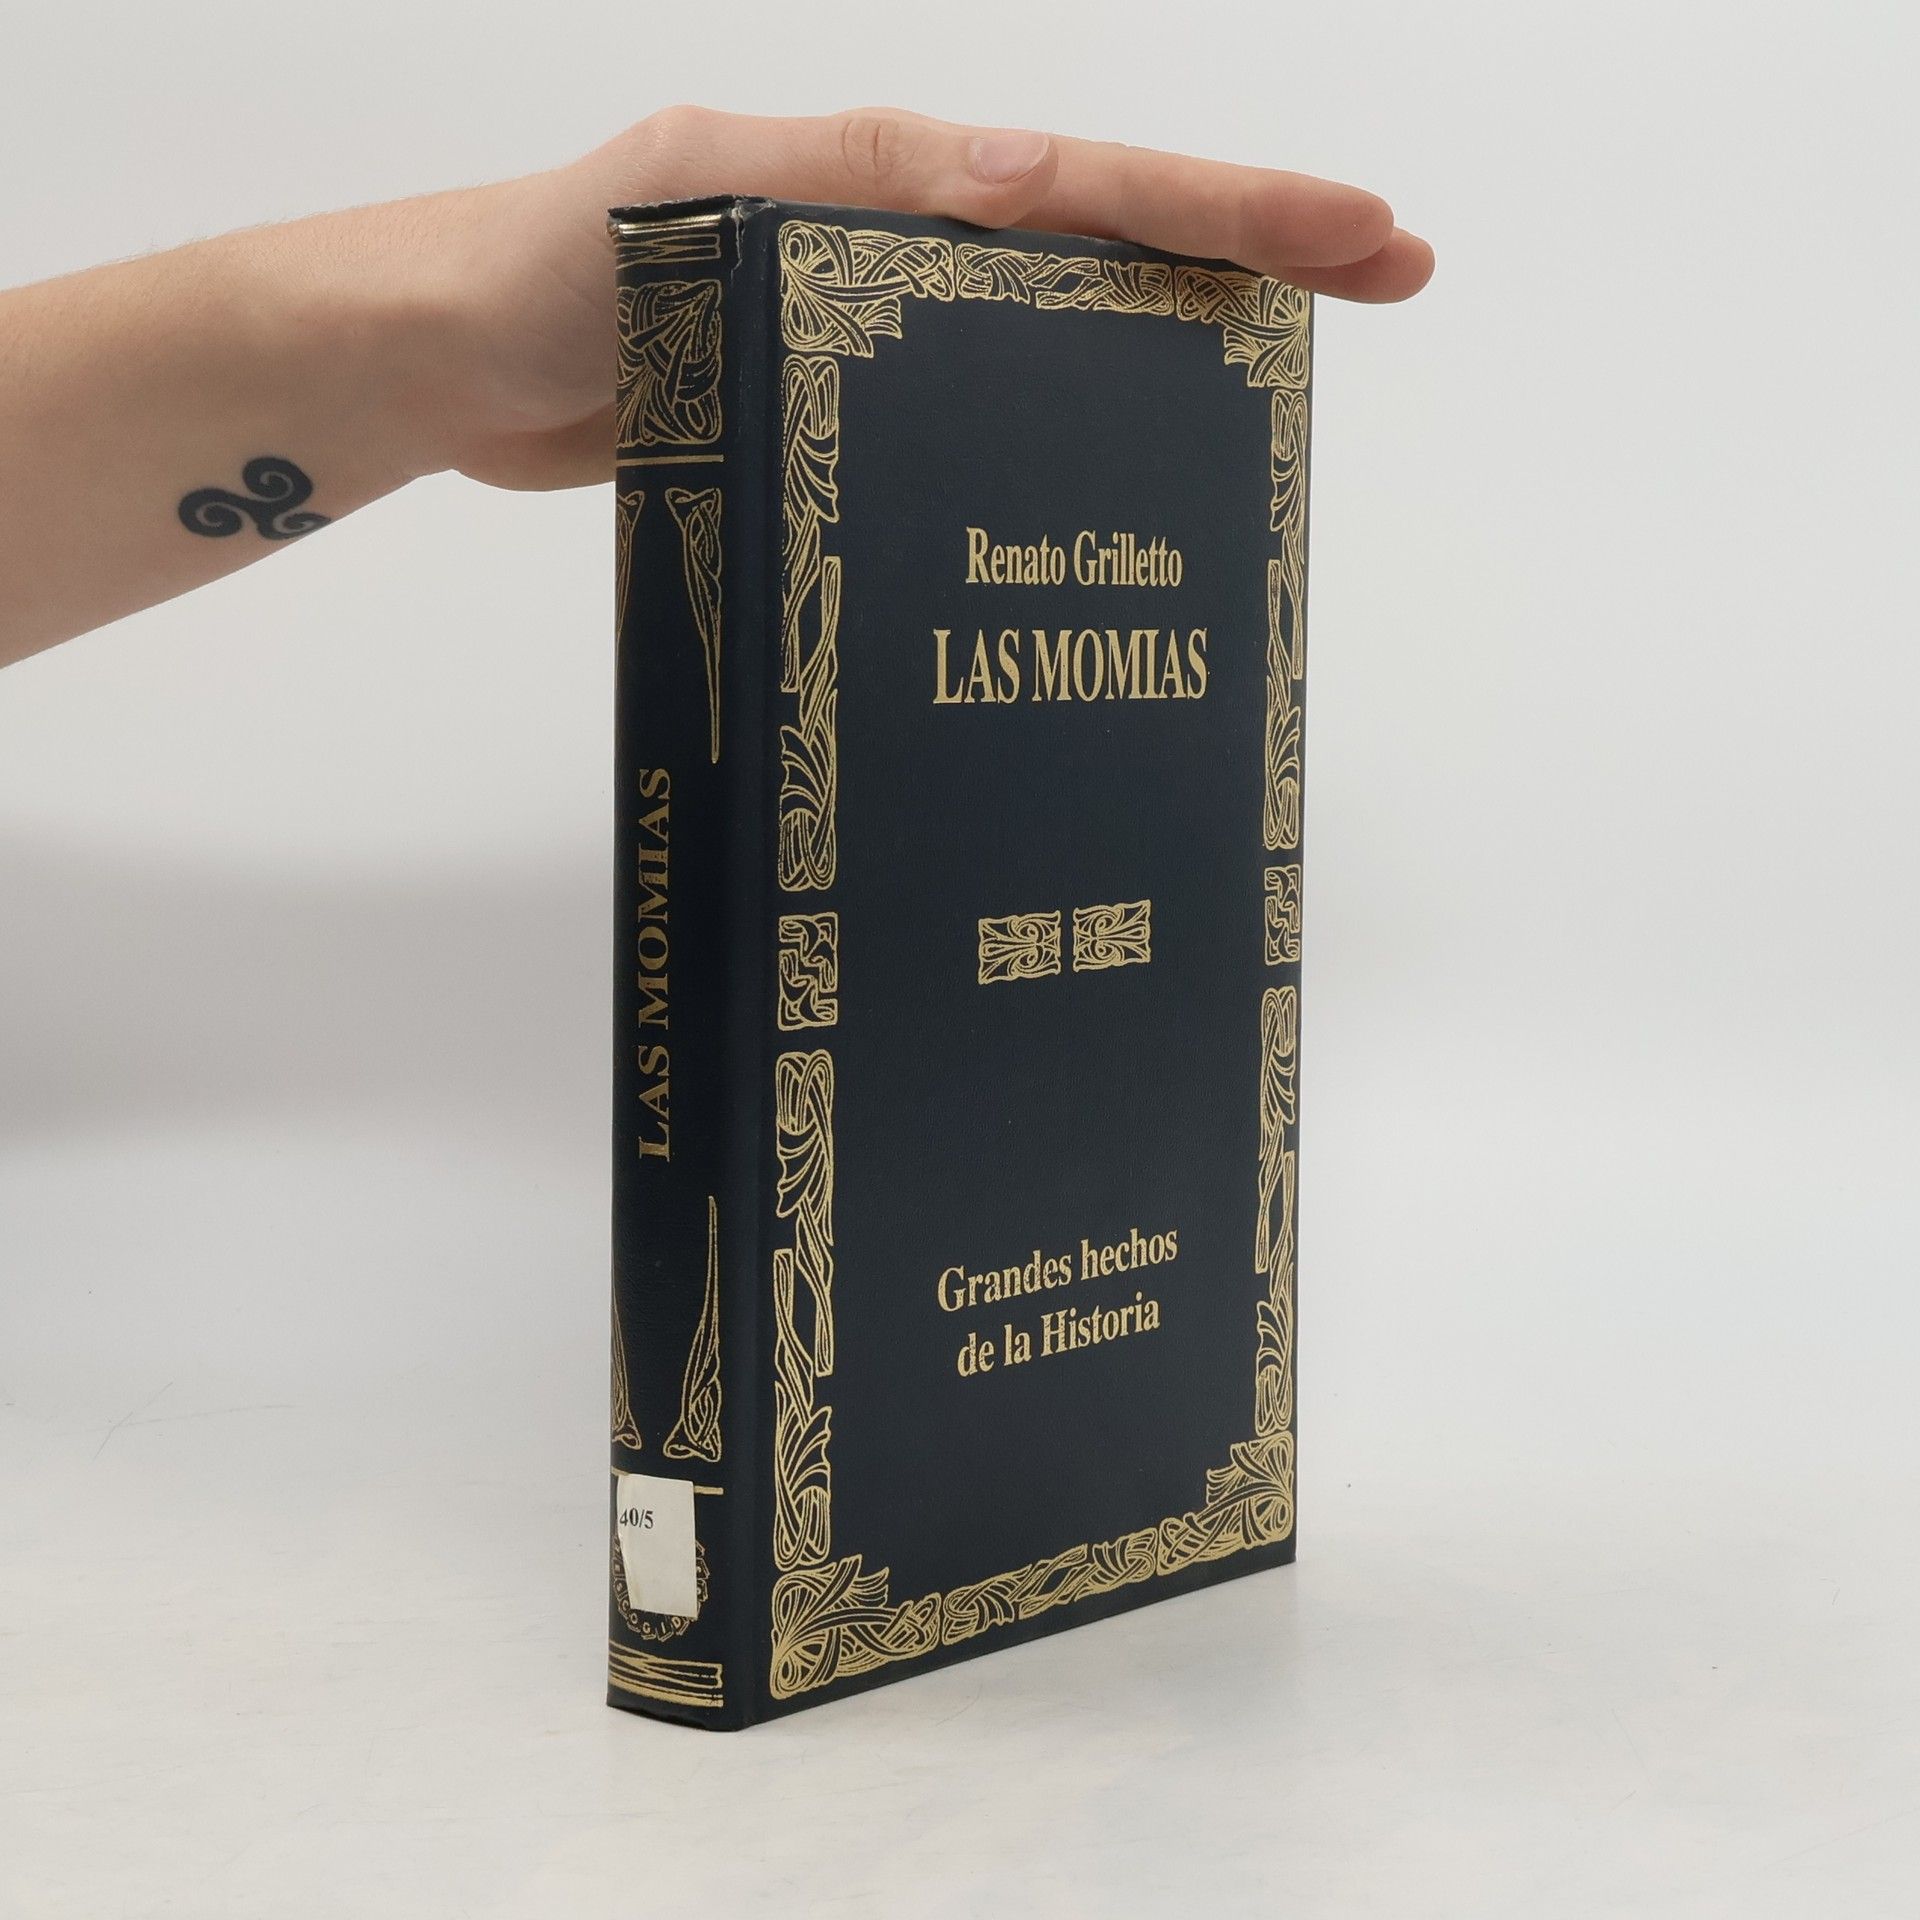 Renato Grilletto
LAS MOMIAS
Grandes hechos
de la Historia
LAS MOMIAS
40/5